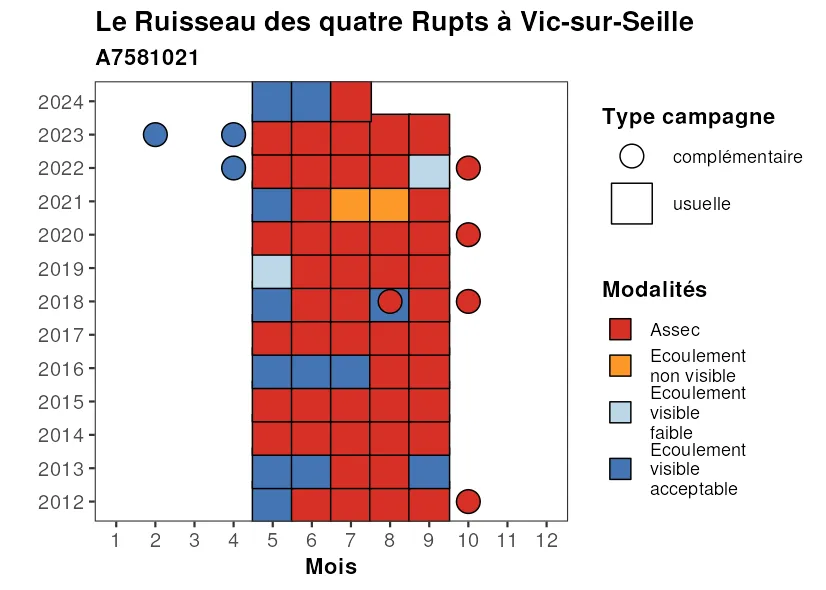 Le Ruisseau des quatre Rupts à Vic-sur-Seille
A7581021
2024
2023
2022
2021
2020
2019
2018
2017
2016
2015
2014
2013
2012
1 2 3 4 5 6 7 8 9 10 11 12
Mois
Type campagne
complémentaire
usuelle
Modalités
Assec
Ecoulement
non visible
Ecoulement
visible
faible
Ecoulement
visible
acceptable